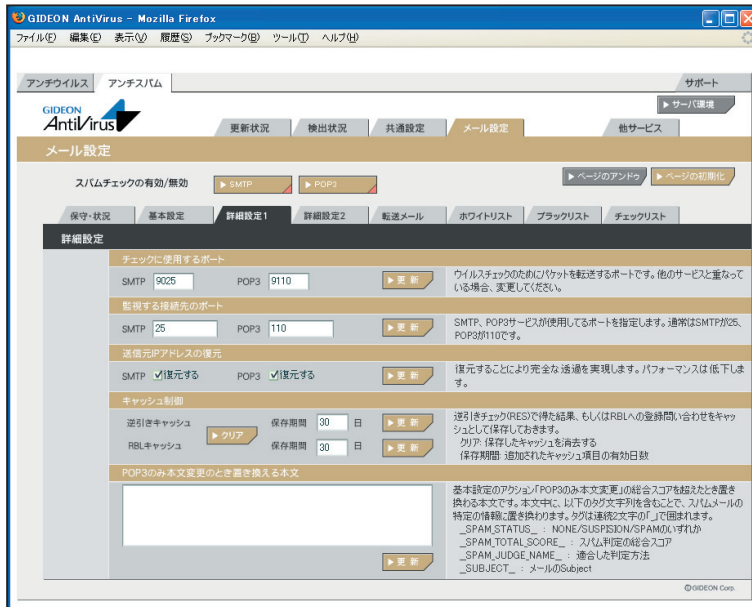 GIDEON AntiVirus - Mozilla Firefox
ファイル(F) 編集(E) 表示(V) 履歴(S) ブックマーク(B) ツール(T) ヘルプ(H)
アンチウイルス アンチスパム サポート
GIDEON
AntiVirus
サーバ環境
更新状況 検出状況 共通設定 メール設定 他サービス
メール設定
スパムチェックの有効/無効 SMTP POP3 ページのアンドゥ ページの初期化
保守・状況 基本設定 詳細設定1 詳細設定2 転送メール ホワイトリスト ブラックリスト チェックリスト
詳細設定
チェックに使用するポート
SMTP 9025 POP3 9110 更 新
ウイルスチェックのためにパケットを転送するポートです。他のサービスと重なって
いる場合、変更してください。
監視する接続先のポート
SMTP 25 POP3 110 更 新
SMTP、POP3サービスが使用してるポートを指定します。通常はSMTPが25、
POP3が110です。
送信元IPアドレスの復元
SMTP 復元する POP3 復元する 更 新
復元することにより完全な透過を実現します。パフォーマンスは低下しま
す。
キャッシュ制御
逆引きキャッシュ 保存期間 30 日 更 新
クリア
RBLキャッシュ 保存期間 30 日 更 新
逆引きチェック(RES)で得た結果、もしくはRBLへの登録問い合わせをキャッ
シュとして保存しておきます。
クリア: 保存したキャッシュを消去する
保存期間: 追加されたキャッシュ項目の有効日数
POP3のみ本文変更のとき置き換える本文
更 新
基本設定のアクション「POP3のみ本文変更」の総合スコアを超えたとき置き
換わる本文です。本文中に、以下のタグ文字列を含むことで、スパムメールの
特定の情報に置き換わります。タグは連続2文字の「_」で囲まれます。
_SPAM_STATUS_ : NONE/SUSPISION/SPAMのいずれか
_SPAM_TOTAL_SCORE_ : スパム判定の総合スコア
_SPAM_JUDGE_NAME_ : 適合した判定方法
_SUBJECT_ : メールのSubject
©GIDEON Corp.